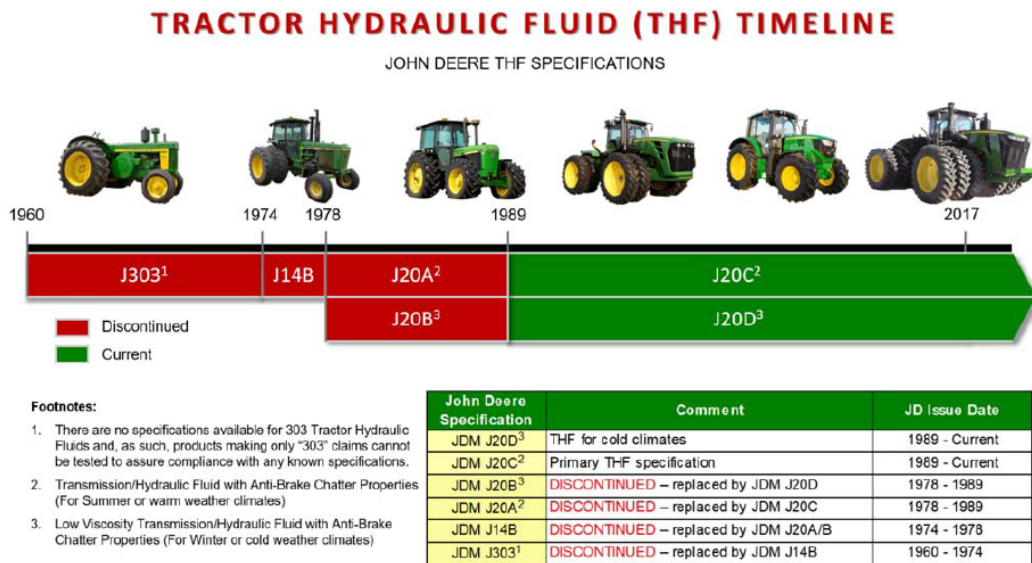 TRACTOR HYDRAULIC FLUID (THF) TIMELINE
JOHN DEERE THF SPECIFICATIONS
1960 1974 1978 1989 2017
J303¹ J14B J20A² J20C²
J20B³ J20D³
Discontinued
Current
Footnotes:
1. There are no specifications available for 303 Tractor Hydraulic
Fluids and, as such, products making only “303” claims cannot
be tested to assure compliance with any known specifications.
2. Transmission/Hydraulic Fluid with Anti-Brake Chatter Properties
(For Summer or warm weather climates)
3. Low Viscosity Transmission/Hydraulic Fluid with Anti-Brake
Chatter Properties (For Winter or cold weather climates)
John Deere
Specification Comment JD Issue Date
JDM J20D³ THF for cold climates 1989 - Current
JDM J20C² Primary THF specification 1989 - Current
JDM J20B³ DISCONTINUED – replaced by JDM J20D 1978 - 1989
JDM J20A² DISCONTINUED – replaced by JDM J20C 1978 - 1989
JDM J14B DISCONTINUED – replaced by JDM J20A/B 1974 - 1978
JDM J303¹ DISCONTINUED – replaced by JDM J14B 1960 - 1974